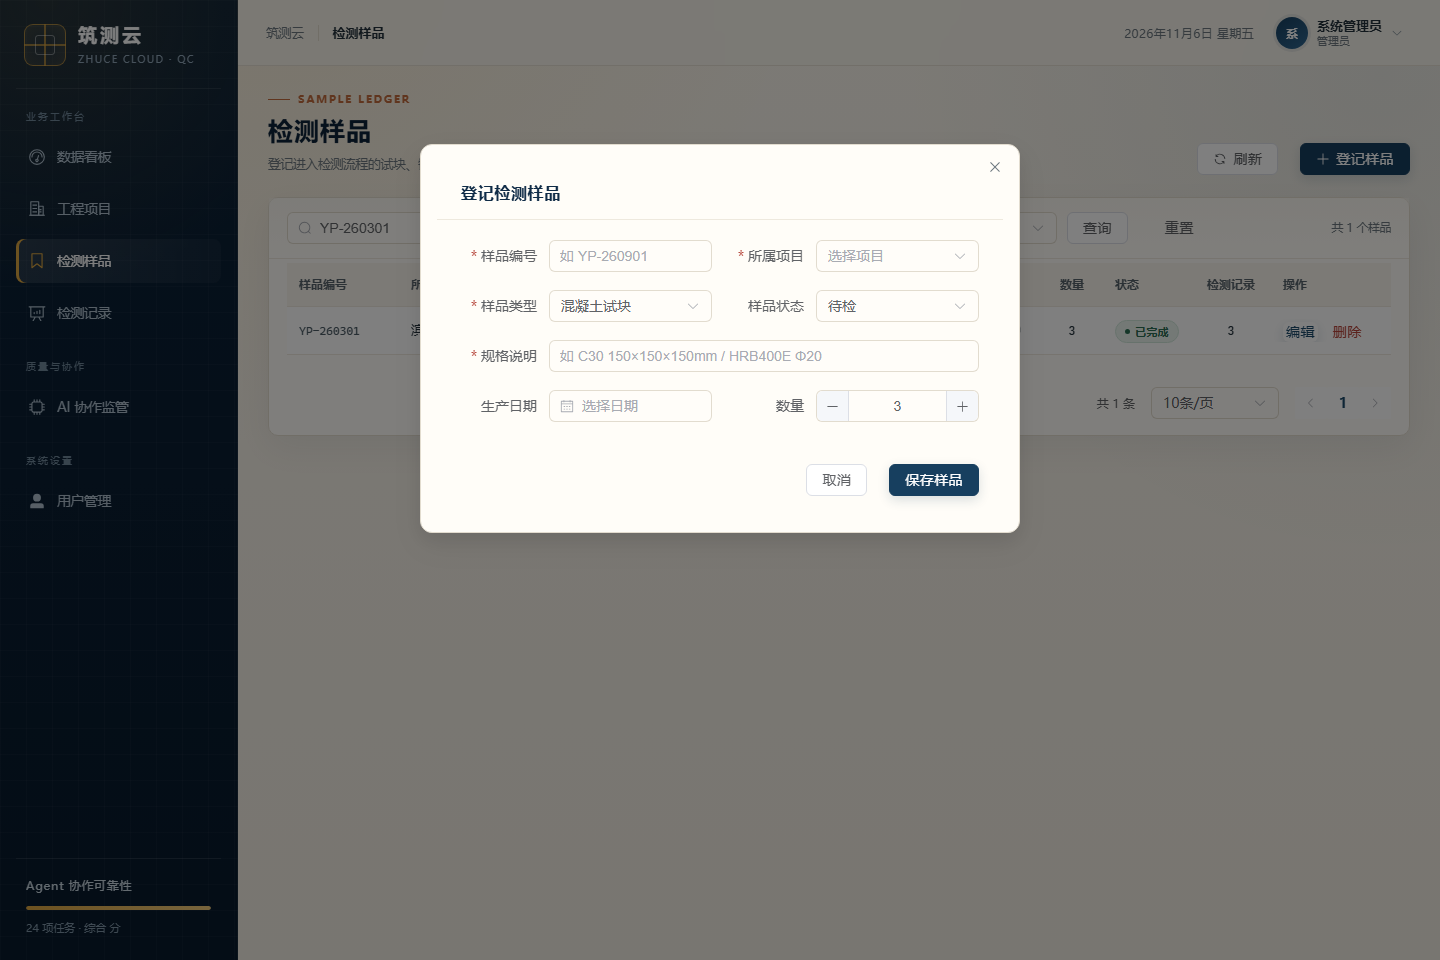 筑测云
ZHUCE CLOUD · QC
业务工作台
数据看板
工程项目
检测样品
检测记录
质量与协作
AI 协作监管
系统设置
用户管理
Agent 协作可靠性
24 项任务 · 综合 分
筑测云 检测样品
2026年11月6日 星期五
系
系统管理员
管理员
SAMPLE LEDGER
检测样品
登记进入检测流程的试块、
刷新
登记样品
YP-260301
查询
重置
共 1 个样品
样品编号 所 数量 状态 检测记录 操作
YP-260301 滨 3 已完成 3 编辑 删除
共 1 条 10条/页 1
登记检测样品
* 样品编号 如 YP-260901
* 所属项目 选择项目
* 样品类型 混凝土试块
样品状态 待检
* 规格说明 如 C30 150×150×150mm / HRB400E Φ20
生产日期 选择日期
数量 3
取消
保存样品